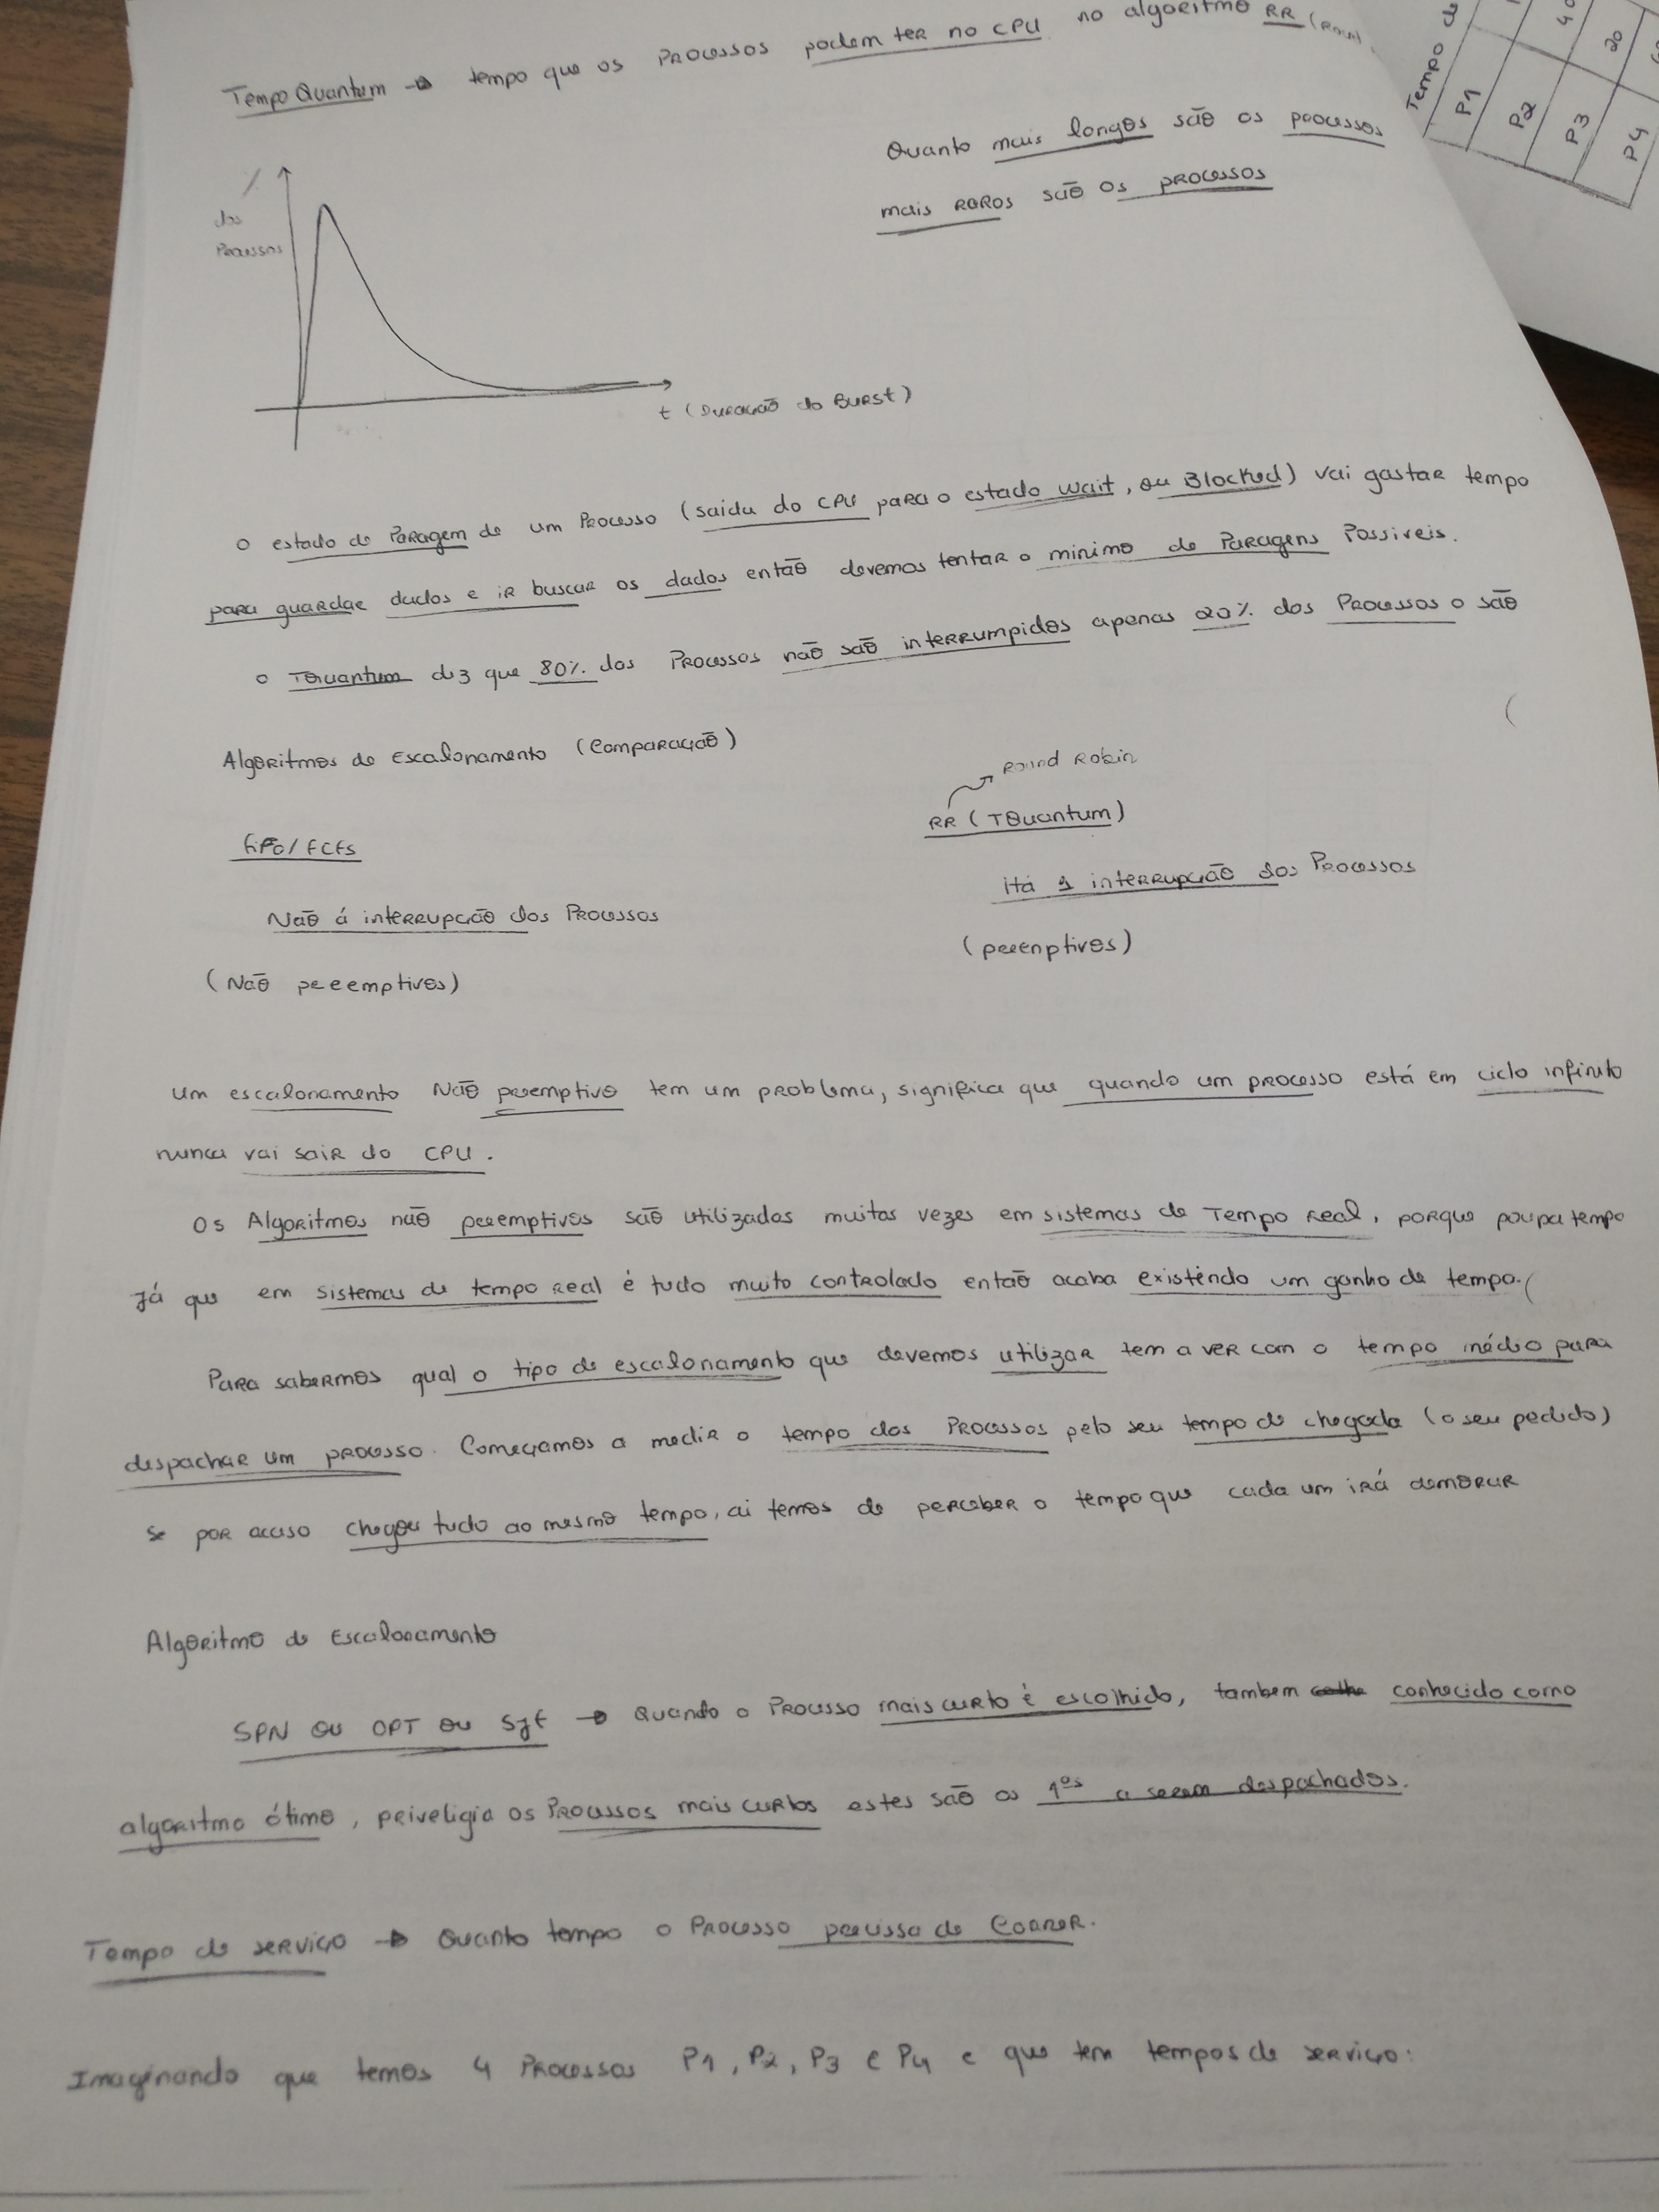 Tempo Quantum → tempo que os Processos podem ter no CPU no algoritmo RR (Round
Quanto mais longos são os processos
mais raros são os processos
%
dos
Processos
t (Duração do Burst)
O estado de Paragem de um Processo (saida do CPU para o estado wait, ou Blocked) vai gastar tempo
para guardar dados e ir buscar os dados então devemos tentar o minimo de Paragens Possiveis.
O TQuantum diz que 80% dos Processos não são interrumpidos apenas 20% dos Processos o são
Algoritmos de Escalonamento (Comparação)
Round Robin
FiFO/FCFS
RR (TQuantum)
Não á interrupção dos Processos
Há 1 interrupção dos Processos
(Não preemptivos)
(preenptivos)
Um escalonamento Não preemptivo tem um problema, significa que quando um processo está em ciclo infinito
nunca vai sair do CPU.
Os Algoritmos não preemptivos são utilizados muitas vezes em sistemas de Tempo Real, porque poupa tempo
Já que em sistemas de tempo real é tudo muito controlado então acaba existindo um ganho de tempo.
Para sabermos qual o tipo de escalonamento que devemos utilizar tem a ver com o tempo médio para
despachar um processo. Começamos a medir o tempo dos Processos pelo seu tempo de chegada (o seu pedido)
Se por acaso chegou tudo ao mesmo tempo, ai temos de perceber o tempo que cada um irá demorar
Algoritmo de Escalonamento
SPN ou OPT ou SJF → Quando o Processo mais curto é escolhido, tambem conhecido como
algoritmo ótimo, priveligia os Processos mais curtos estes são os 1ºs a serem despachados.
Tempo de serviço → Quanto tempo o Processo precissa de Correr.
Imaginando que temos 4 Processos P1, P2, P3 e P4 e que tem tempos de serviço:
Tempo de
P1
P2 40
P3 20
P4